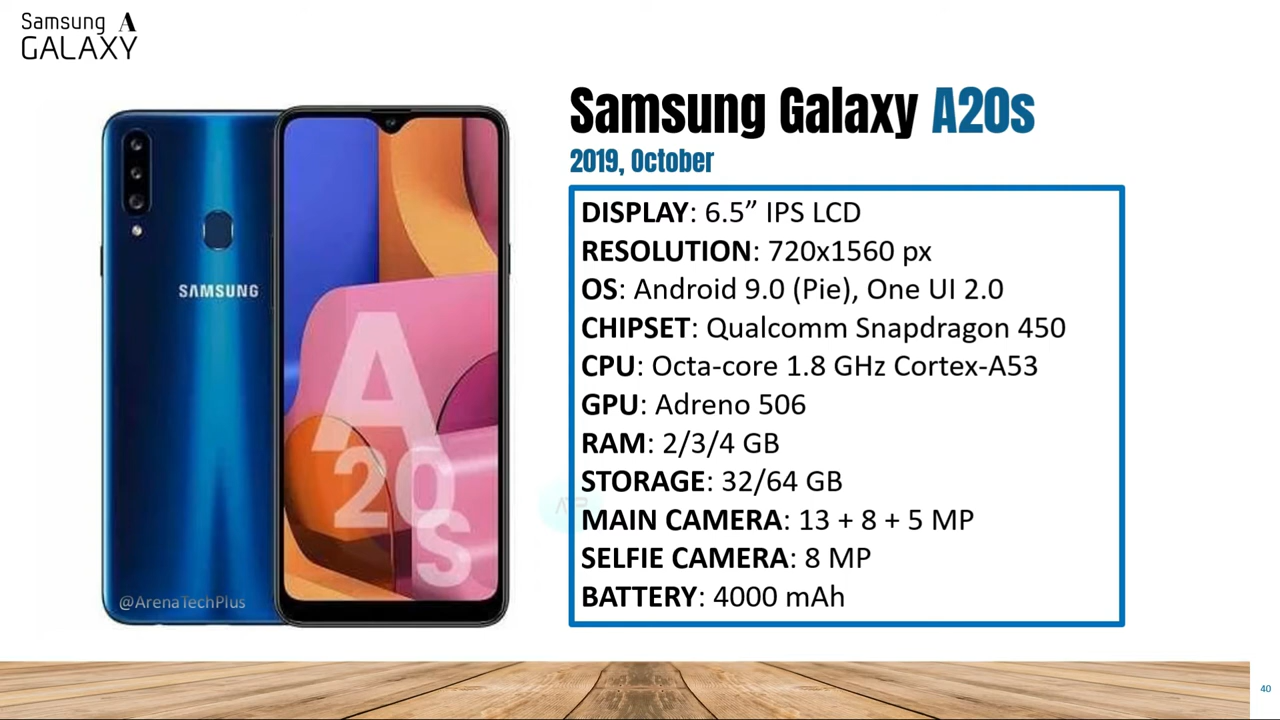 Samsung A
GALAXY
Samsung Galaxy A20s
2019, October
DISPLAY: 6.5” IPS LCD
RESOLUTION: 720x1560 px
OS: Android 9.0 (Pie), One UI 2.0
CHIPSET: Qualcomm Snapdragon 450
CPU: Octa-core 1.8 GHz Cortex-A53
GPU: Adreno 506
RAM: 2/3/4 GB
STORAGE: 32/64 GB
MAIN CAMERA: 13 + 8 + 5 MP
SELFIE CAMERA: 8 MP
BATTERY: 4000 mAh
SAMSUNG
A
20
s
@ArenaTechPlus
ATP
40